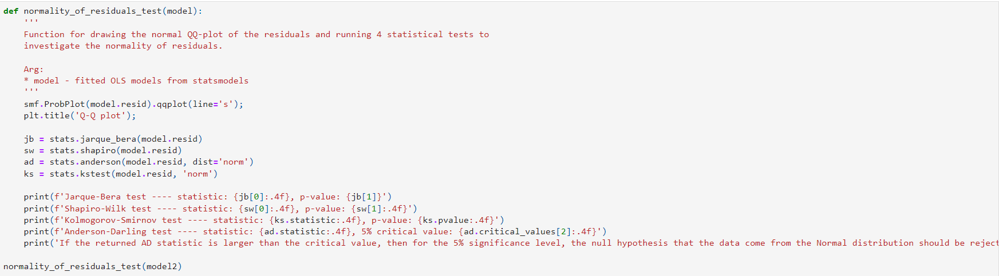 def normality_of_residuals_test(model):
    '''
    Function for drawing the normal QQ-plot of the residuals and running 4 statistical tests to
    investigate the normality of residuals.

    Arg:
    * model - fitted OLS models from statsmodels
    '''
    smf.ProbPlot(model.resid).qqplot(line='s');
    plt.title('Q-Q plot');

    jb = stats.jarque_bera(model.resid)
    sw = stats.shapiro(model.resid)
    ad = stats.anderson(model.resid, dist='norm')
    ks = stats.kstest(model.resid, 'norm')

    print(f'Jarque-Bera test ---- statistic: {jb[0]:.4f}, p-value: {jb[1]}')
    print(f'Shapiro-Wilk test ---- statistic: {sw[0]:.4f}, p-value: {sw[1]:.4f}')
    print(f'Kolmogorov-Smirnov test ---- statistic: {ks.statistic:.4f}, p-value: {ks.pvalue:.4f}')
    print(f'Anderson-Darling test ---- statistic: {ad.statistic:.4f}, 5% critical value: {ad.critical_values[2]:.4f}')
    print('If the returned AD statistic is larger than the critical value, then for the 5% significance level, the null hypothesis that the data come from the Normal distribution should be reject

normality_of_residuals_test(model2)